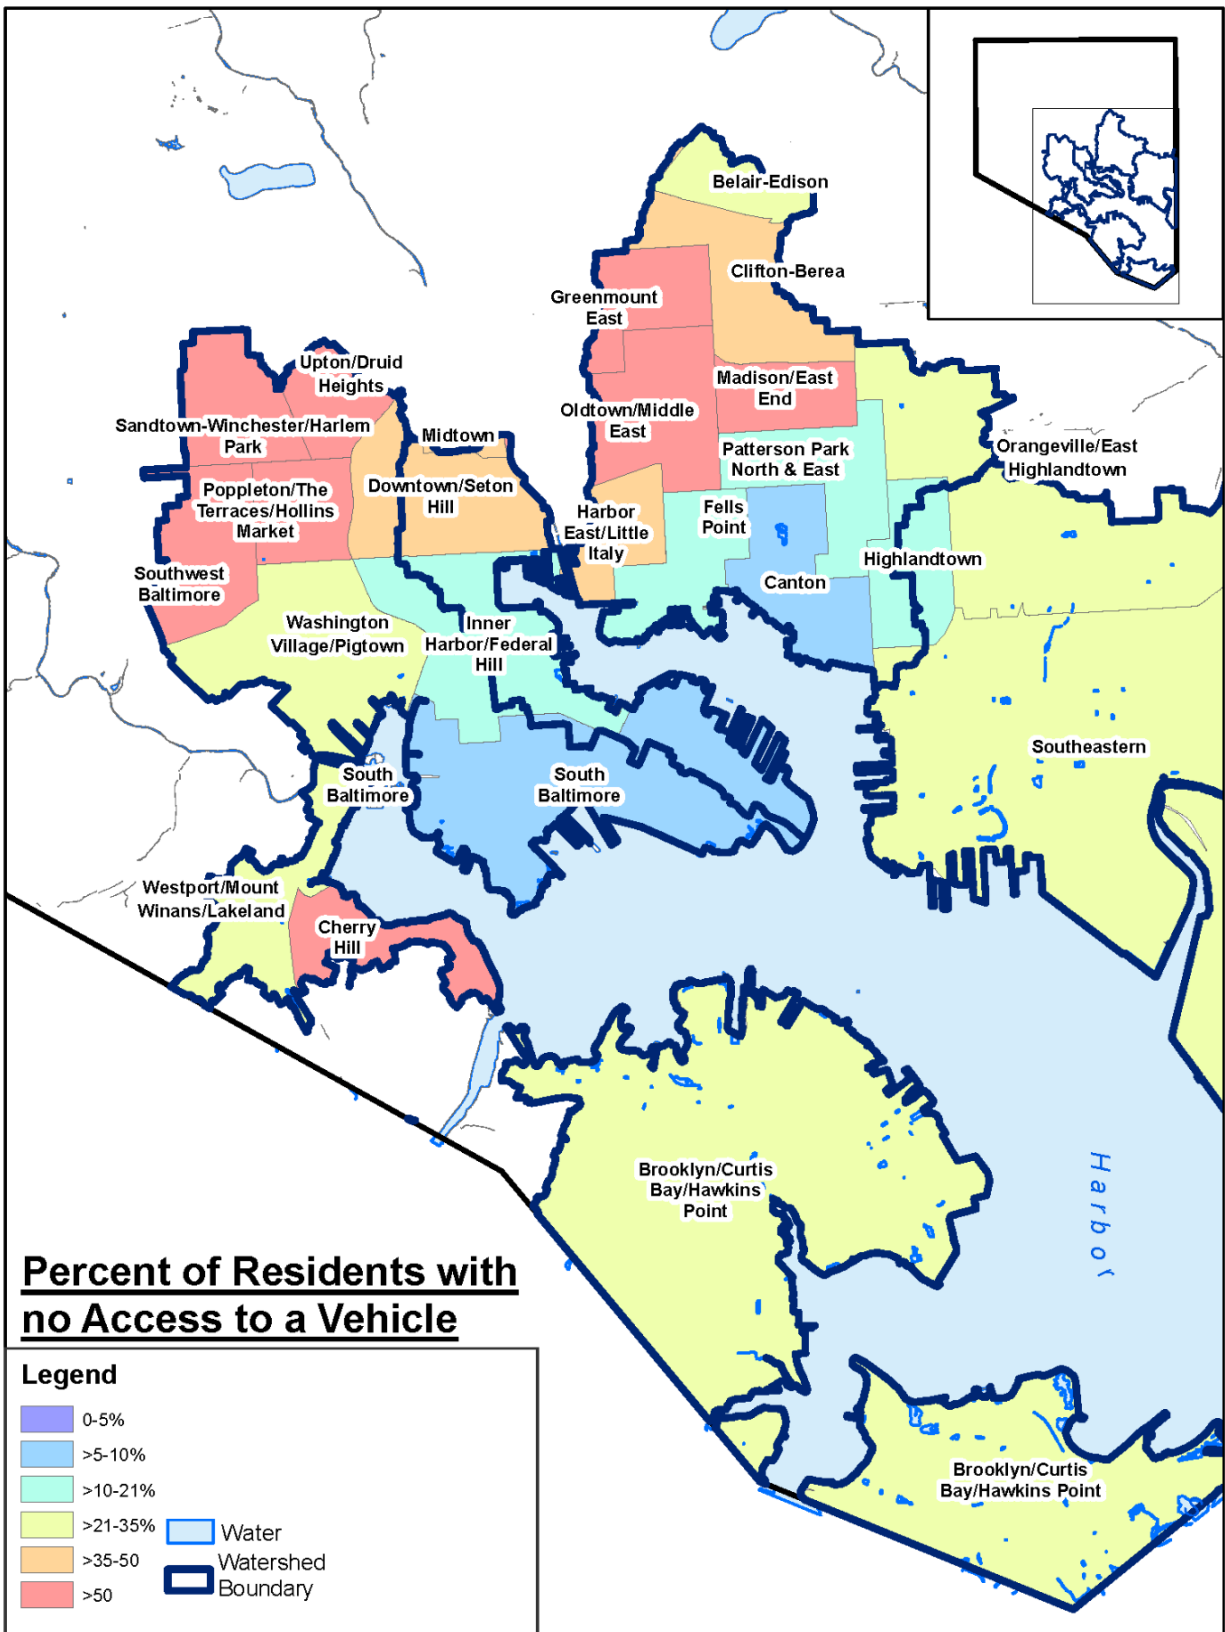 Belair-Edison
Clifton-Berea
Greenmount
East
Upton/Druid
Heights
Madison/East
End
Sandtown-Winchester/Harlem
Park
Midtown
Oldtown/Middle
East
Patterson Park
North & East
Orangeville/East
Highlandtown
Poppleton/The
Terraces/Hollins
Market
Downtown/Seton
Hill
Harbor
East/Little
Italy
Fells
Point
Highlandtown
Canton
Southwest
Baltimore
Washington
Village/Pigtown
Inner
Harbor/Federal
Hill
Southeastern
South
Baltimore
South
Baltimore
Westport/Mount
Winans/Lakeland
Cherry
Hill
Brooklyn/Curtis
Bay/Hawkins
Point
Harbor
Percent of Residents with
no Access to a Vehicle
Legend
0-5%
>5-10%
>10-21%
>21-35%
>35-50
>50
Water
Watershed
Boundary
Brooklyn/Curtis
Bay/Hawkins Point